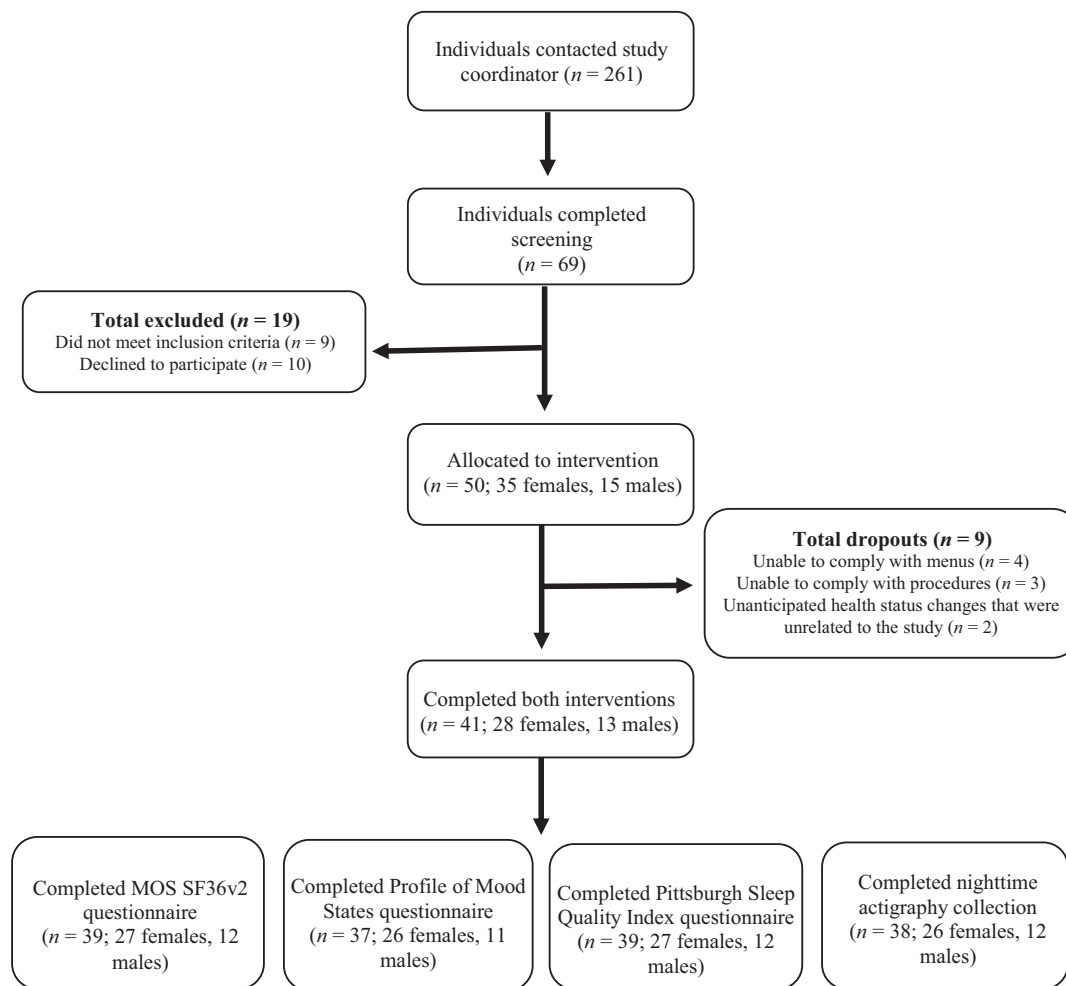 Individuals contacted study
coordinator (n = 261)
Individuals completed
screening
(n = 69)
Total excluded (n = 19)
Did not meet inclusion criteria (n = 9)
Declined to participate (n = 10)
Allocated to intervention
(n = 50; 35 females, 15 males)
Total dropouts (n = 9)
Unable to comply with menus (n = 4)
Unable to comply with procedures (n = 3)
Unanticipated health status changes that were
unrelated to the study (n = 2)
Completed both interventions
(n = 41; 28 females, 13 males)
Completed MOS SF36v2
questionnaire
(n = 39; 27 females, 12
males)
Completed Profile of Mood
States questionnaire
(n = 37; 26 females, 11
males)
Completed Pittsburgh Sleep
Quality Index questionnaire
(n = 39; 27 females, 12
males)
Completed nighttime
actigraphy collection
(n = 38; 26 females, 12
males)